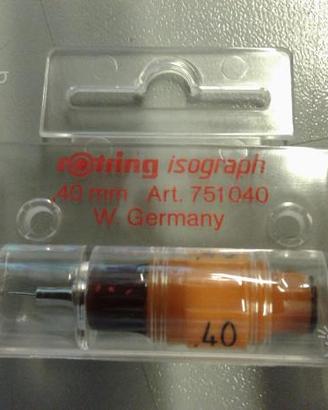 rotring isograph
.40 mm Art. 751040
W. Germany
.40